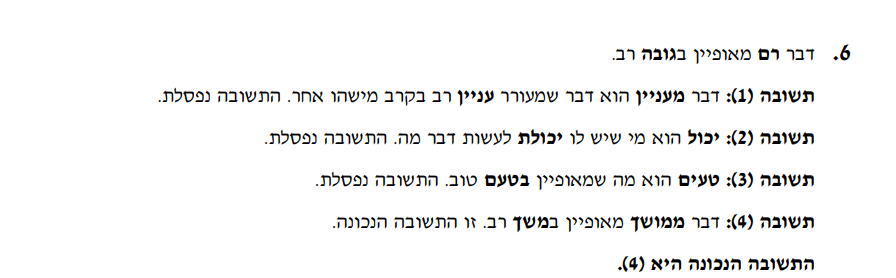 6. דבר רם מאופיין בגובה רב.
תשובה (1): דבר מעניין הוא דבר שמעורר עניין רב בקרב מישהו אחר. התשובה נפסלת.
תשובה (2): יכול הוא מי שיש לו יכולת לעשות דבר מה. התשובה נפסלת.
תשובה (3): טעים הוא מה שמאופיין בטעם טוב. התשובה נפסלת.
תשובה (4): דבר ממושך מאופיין במשך רב. זו התשובה הנכונה.
התשובה הנכונה היא (4).